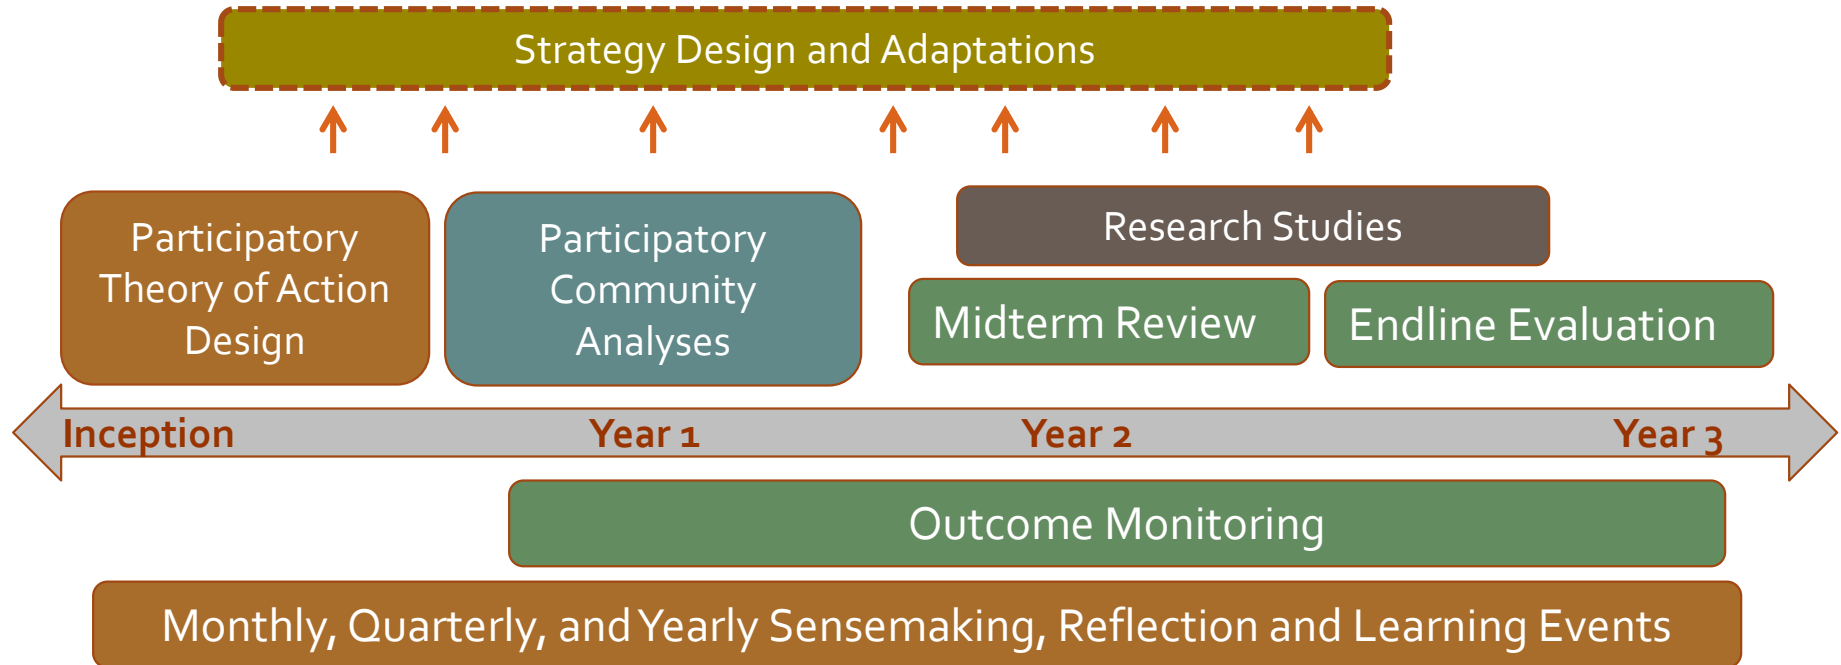 Strategy Design and Adaptations
Participatory
Theory of Action
Design
Participatory
Community
Analyses
Research Studies
Midterm Review
Endline Evaluation
Inception
Year 1
Year 2
Year 3
Outcome Monitoring
Monthly, Quarterly, and Yearly Sensemaking, Reflection and Learning Events